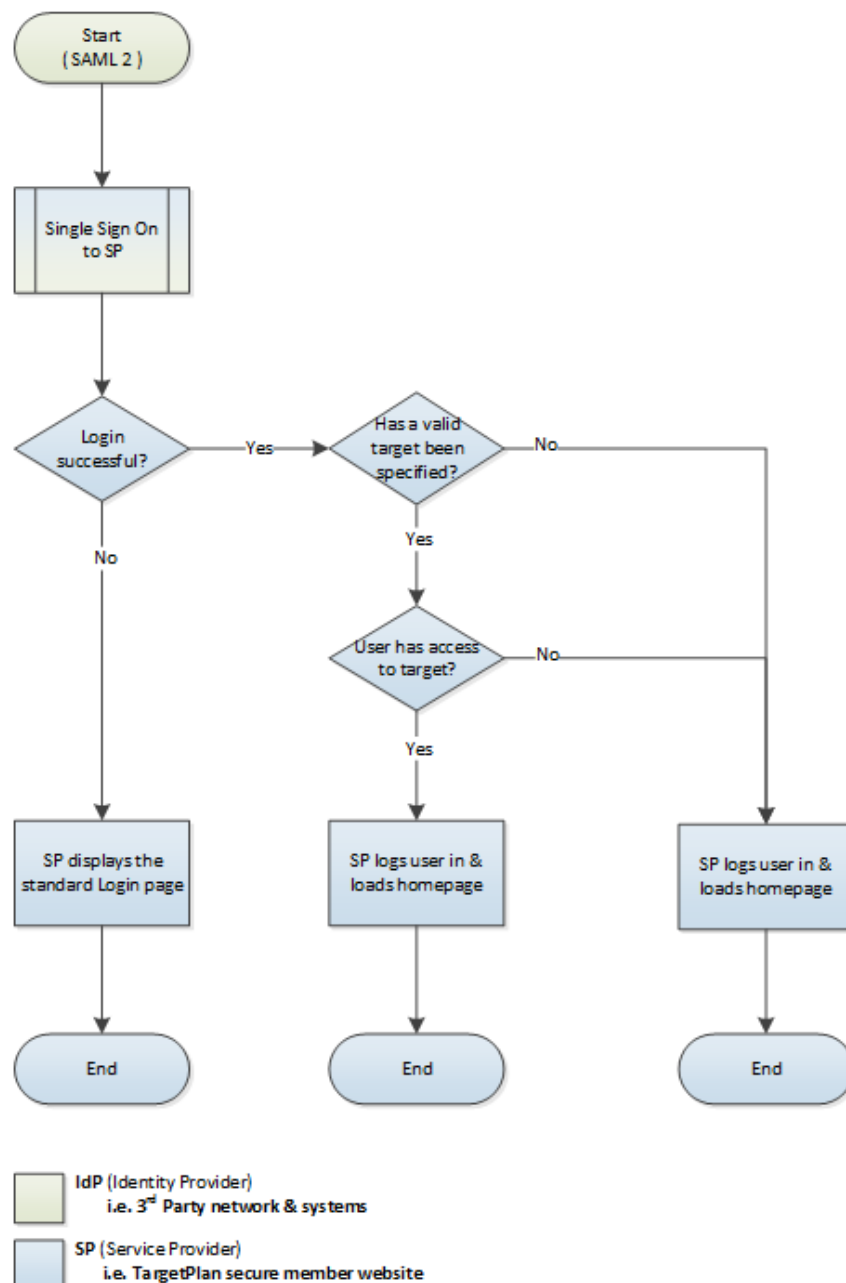 Start
( SAML 2 )
Single Sign On
to SP
Login
successful?
Yes
Has a valid
target been
specified?
No
No
Yes
User has access
to target?
No
Yes
SP displays the
standard Login page
SP logs user in &
loads homepage
SP logs user in &
loads homepage
End
End
End
IdP (Identity Provider)
i.e. 3rd Party network & systems
SP (Service Provider)
i.e. TargetPlan secure member website